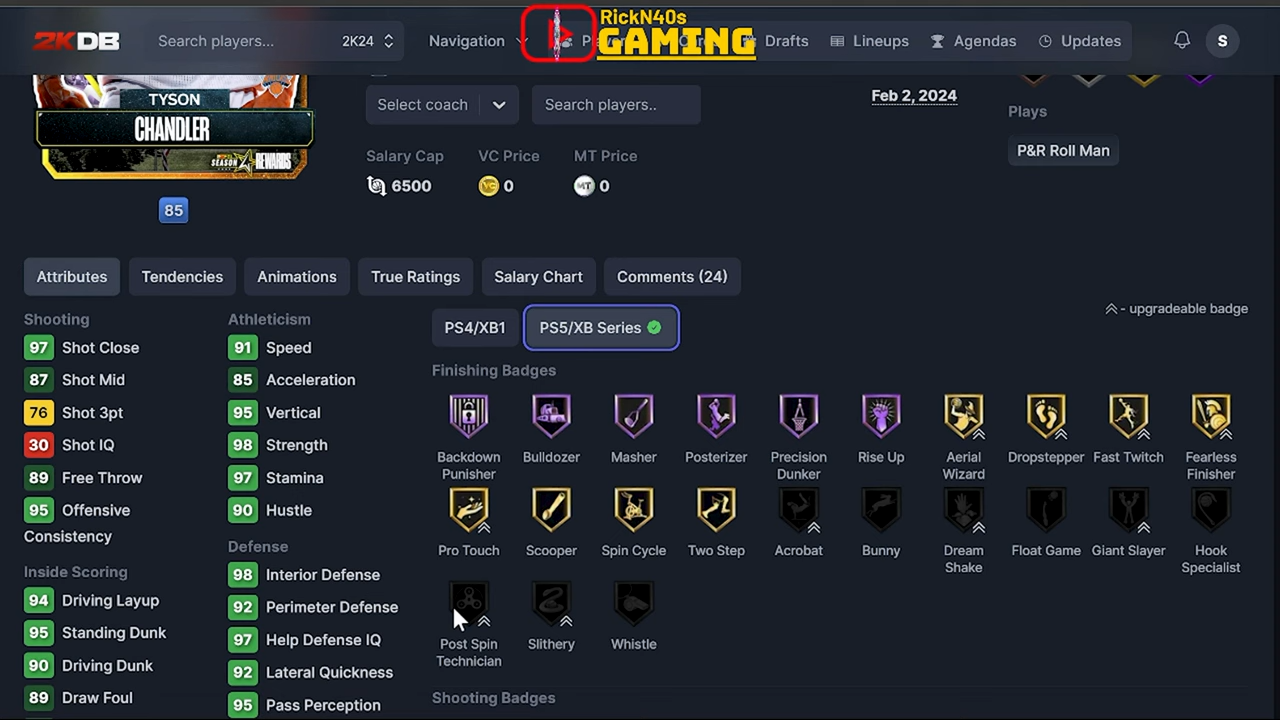 2KDB
Search players...
2K24
Navigation
RickN40s
GAMING
Drafts
Lineups
Agendas
Updates
S
TYSON
CHANDLER
SEASON 4 REWARDS
85
Select coach
Search players..
Feb 2, 2024
Plays
P&R Roll Man
Salary Cap
VC Price
MT Price
6500
VC 0
MT 0
Attributes
Tendencies
Animations
True Ratings
Salary Chart
Comments (24)
Shooting
97 Shot Close
87 Shot Mid
76 Shot 3pt
30 Shot IQ
89 Free Throw
95 Offensive
Consistency
Inside Scoring
94 Driving Layup
95 Standing Dunk
90 Driving Dunk
89 Draw Foul
Athleticism
91 Speed
85 Acceleration
95 Vertical
98 Strength
97 Stamina
90 Hustle
Defense
98 Interior Defense
92 Perimeter Defense
97 Help Defense IQ
92 Lateral Quickness
95 Pass Perception
PS4/XB1
PS5/XB Series
- upgradeable badge
Finishing Badges
Backdown
Punisher
Bulldozer
Masher
Posterizer
Precision
Dunker
Rise Up
Aerial
Wizard
Dropstepper
Fast Twitch
Fearless
Finisher
Pro Touch
Scooper
Spin Cycle
Two Step
Acrobat
Bunny
Dream
Shake
Float Game
Giant Slayer
Hook
Specialist
Post Spin
Technician
Slithery
Whistle
Shooting Badges